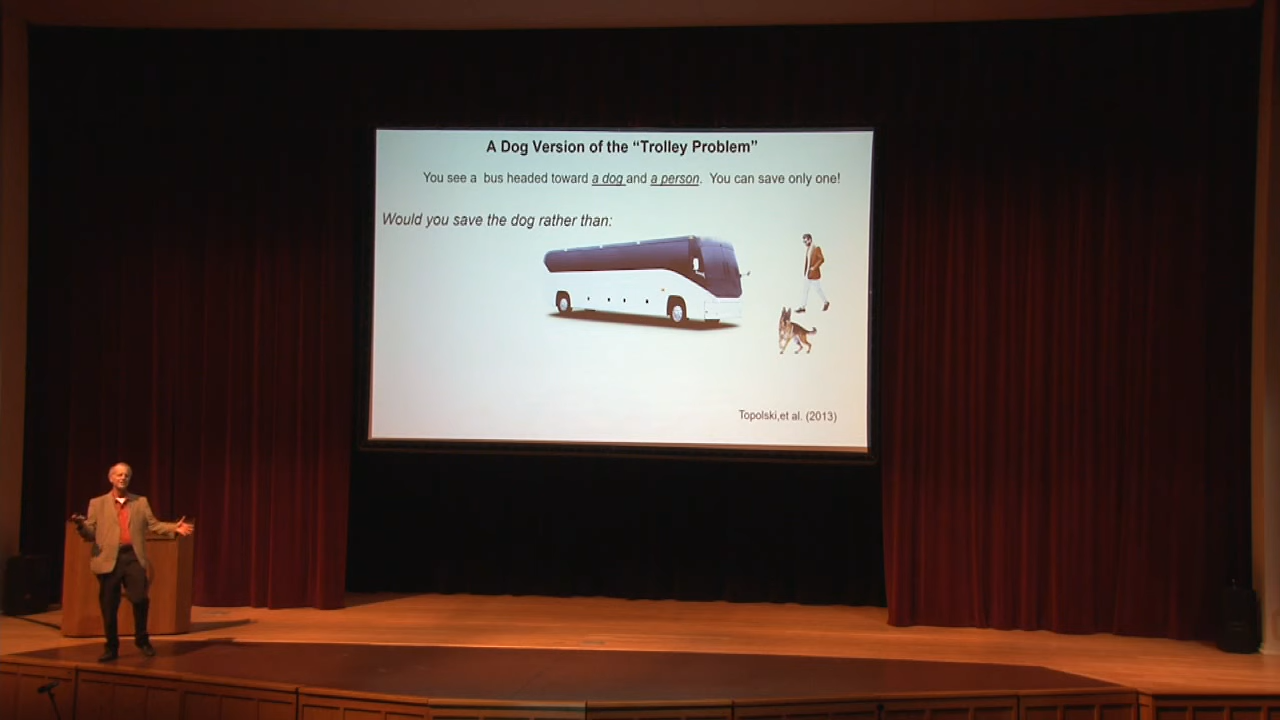 A Dog Version of the “Trolley Problem”
You see a bus headed toward a dog and a person. You can save only one!
Would you save the dog rather than:
Topolski,et al. (2013)